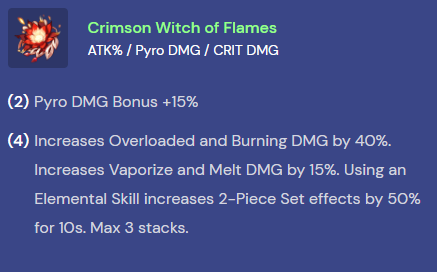 Crimson Witch of Flames
ATK% / Pyro DMG / CRIT DMG
(2) Pyro DMG Bonus +15%
(4) Increases Overloaded and Burning DMG by 40%.
Increases Vaporize and Melt DMG by 15%. Using an
Elemental Skill increases 2-Piece Set effects by 50%
for 10s. Max 3 stacks.